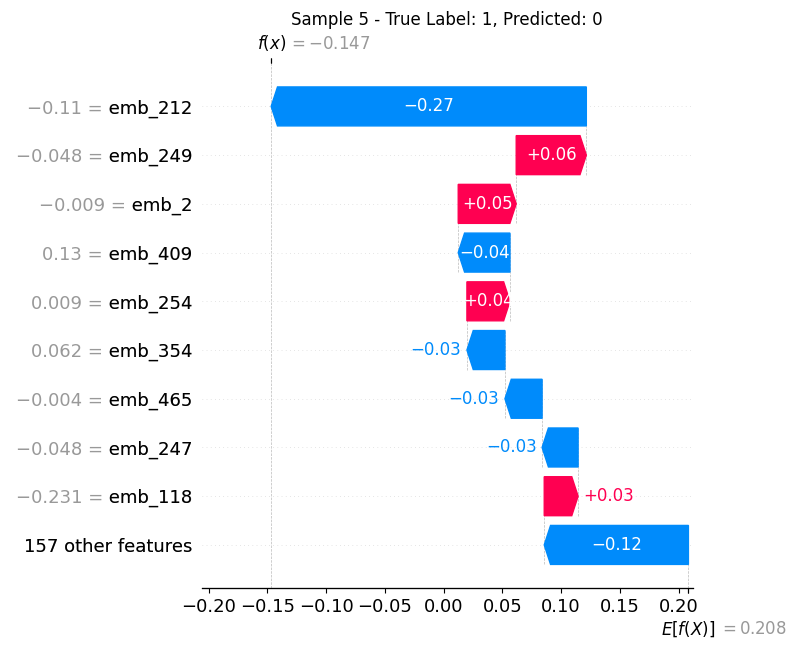 Sample 5 - True Label: 1, Predicted: 0
f(x) = −0.147
−0.11 = emb_212
−0.27
−0.048 = emb_249
+0.06
−0.009 = emb_2
+0.05
0.13 = emb_409
−0.04
0.009 = emb_254
+0.04
0.062 = emb_354
−0.03
−0.004 = emb_465
−0.03
−0.048 = emb_247
−0.03
−0.231 = emb_118
+0.03
157 other features
−0.12
−0.20 −0.15 −0.10 −0.05 0.00 0.05 0.10 0.15 0.20
E[f(X)] = 0.208